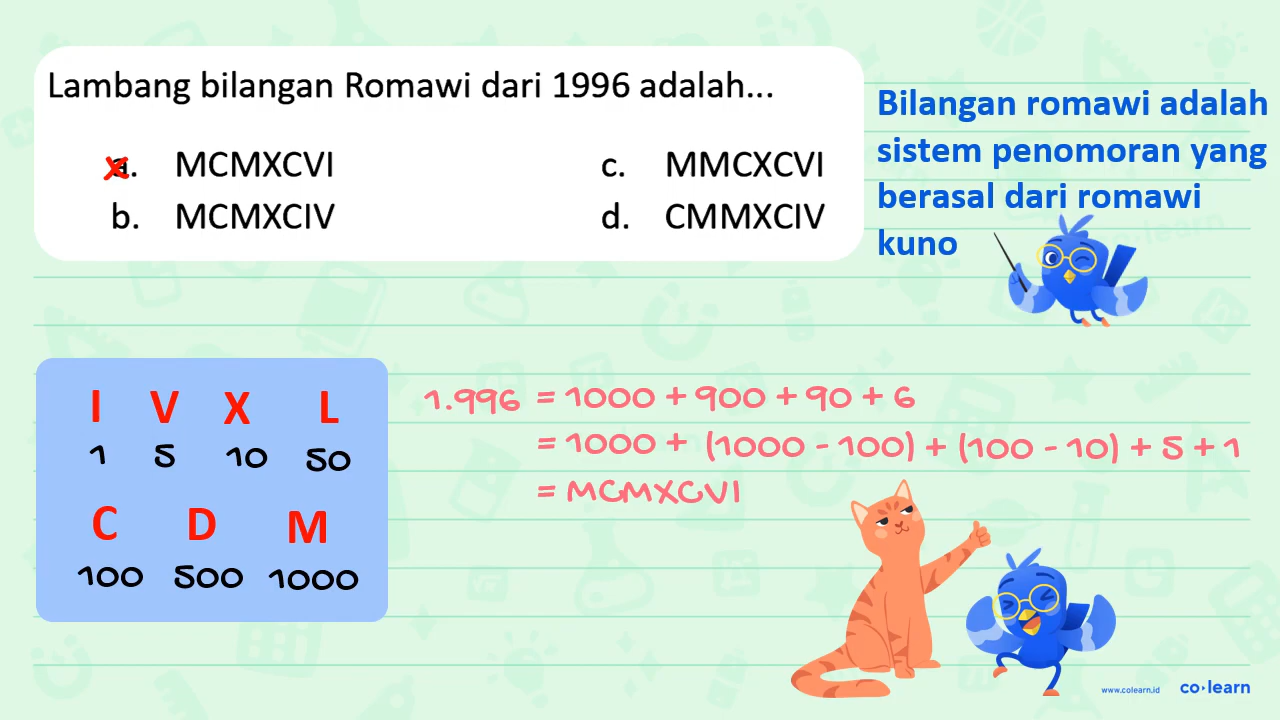 Lambang bilangan Romawi dari 1996 adalah...
a. MCMXCVI
b. MCMXCIV
c. MMCXCVI
d. CMMXCIV
Bilangan romawi adalah
sistem penomoran yang
berasal dari romawi
kuno
I V X L
1 5 10 50
C D M
100 500 1000
1.996 = 1000 + 900 + 90 + 6
= 1000 + (1000 - 100) + (100 - 10) + 5 + 1
= MCMXCVI
www.colearn.id
co·learn